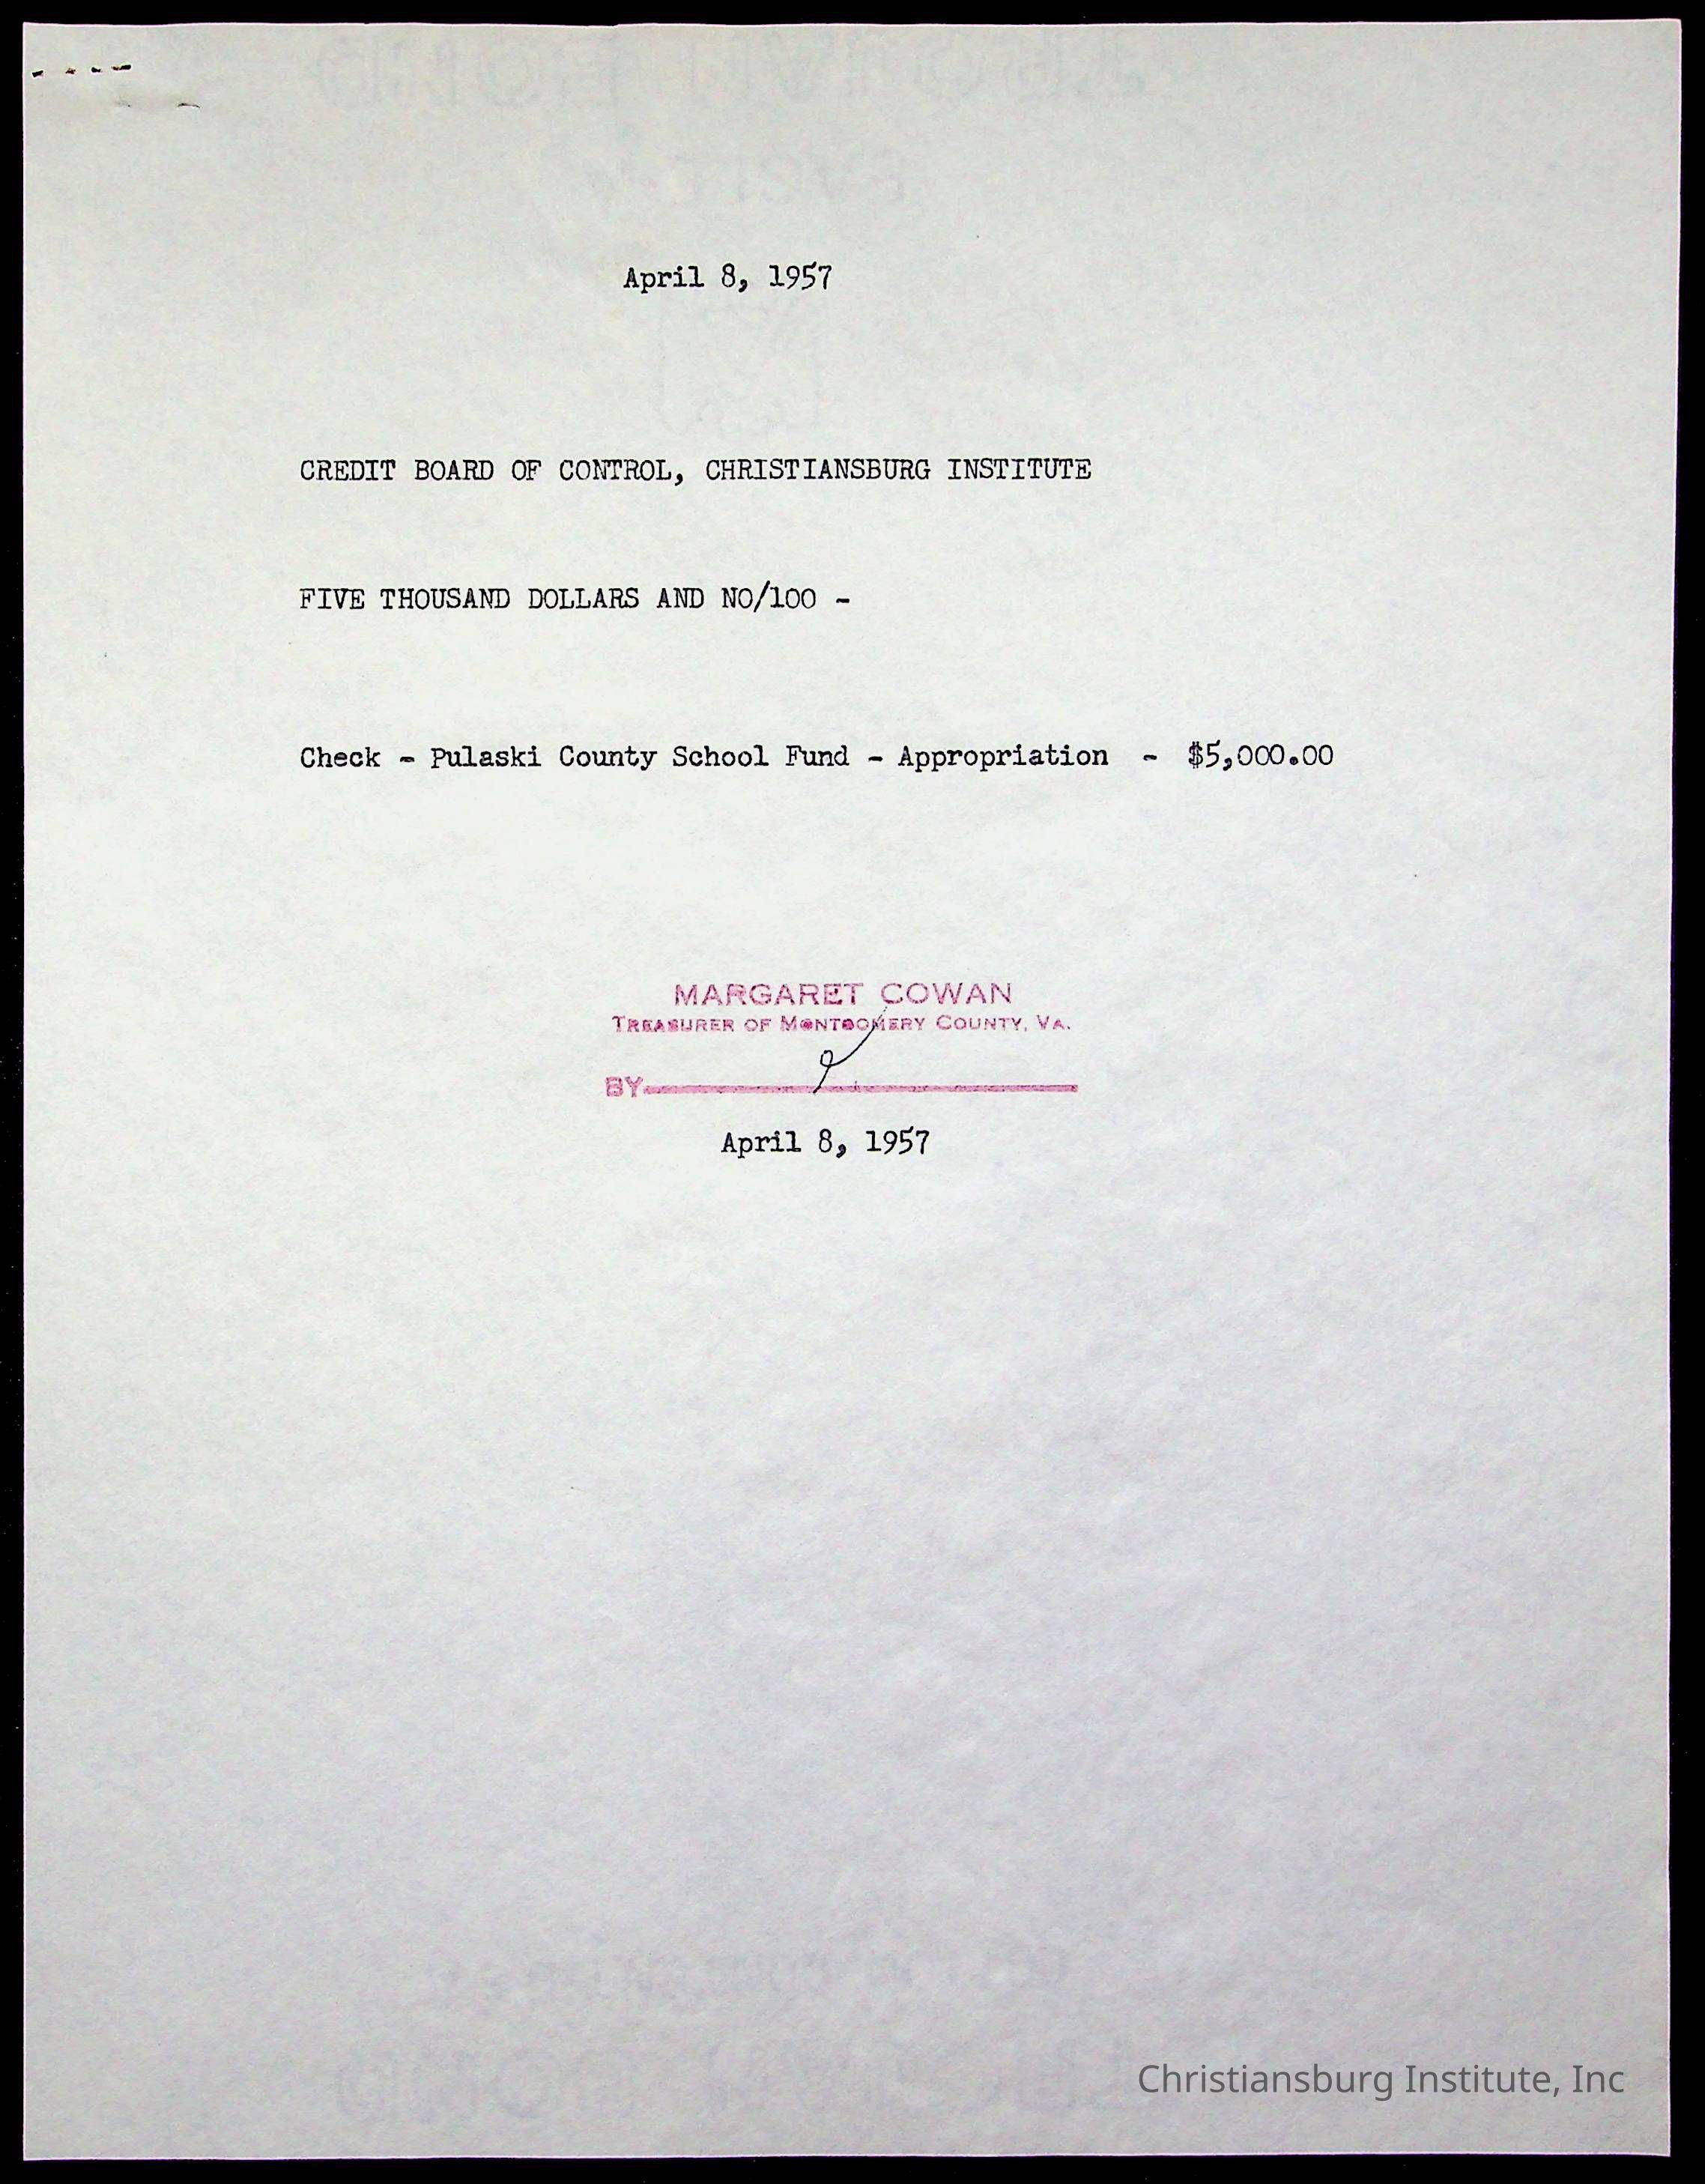 April 8, 1957
CREDIT BOARD OF CONTROL, CHRISTIANSBURG INSTITUTE
FIVE THOUSAND DOLLARS AND NO/100 -
Check - Pulaski County School Fund - Appropriation - $5,000.00
MARGARET COWAN
TREASURER OF MONTGOMERY COUNTY, VA.
BY
April 8, 1957
Christiansburg Institute, Inc